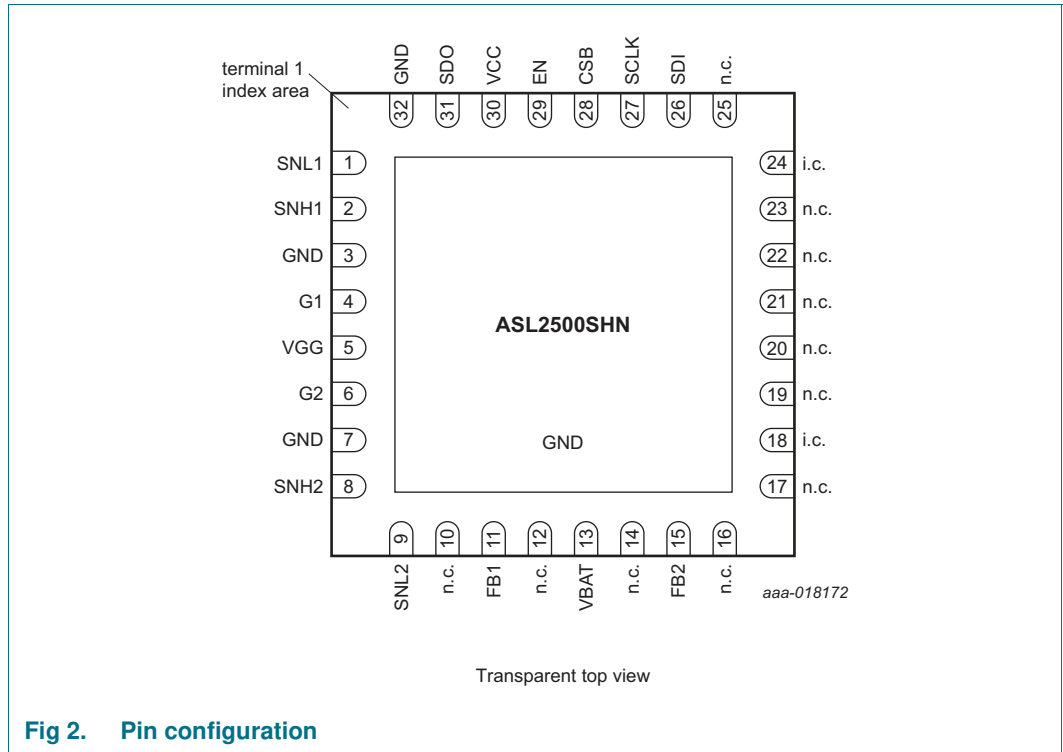 terminal 1
index area
GND
SDO
VCC
EN
CSB
SCLK
SDI
n.c.
32
31
30
29
28
27
26
25
SNL1 1
SNH1 2
GND 3
G1 4
VGG 5
G2 6
GND 7
SNH2 8
24 i.c.
23 n.c.
22 n.c.
21 n.c.
20 n.c.
19 n.c.
18 i.c.
17 n.c.
ASL2500SHN
GND
9
10
11
12
13
14
15
16
SNL2
n.c.
FB1
n.c.
VBAT
n.c.
FB2
n.c.
aaa-018172
Transparent top view
Fig 2. Pin configuration